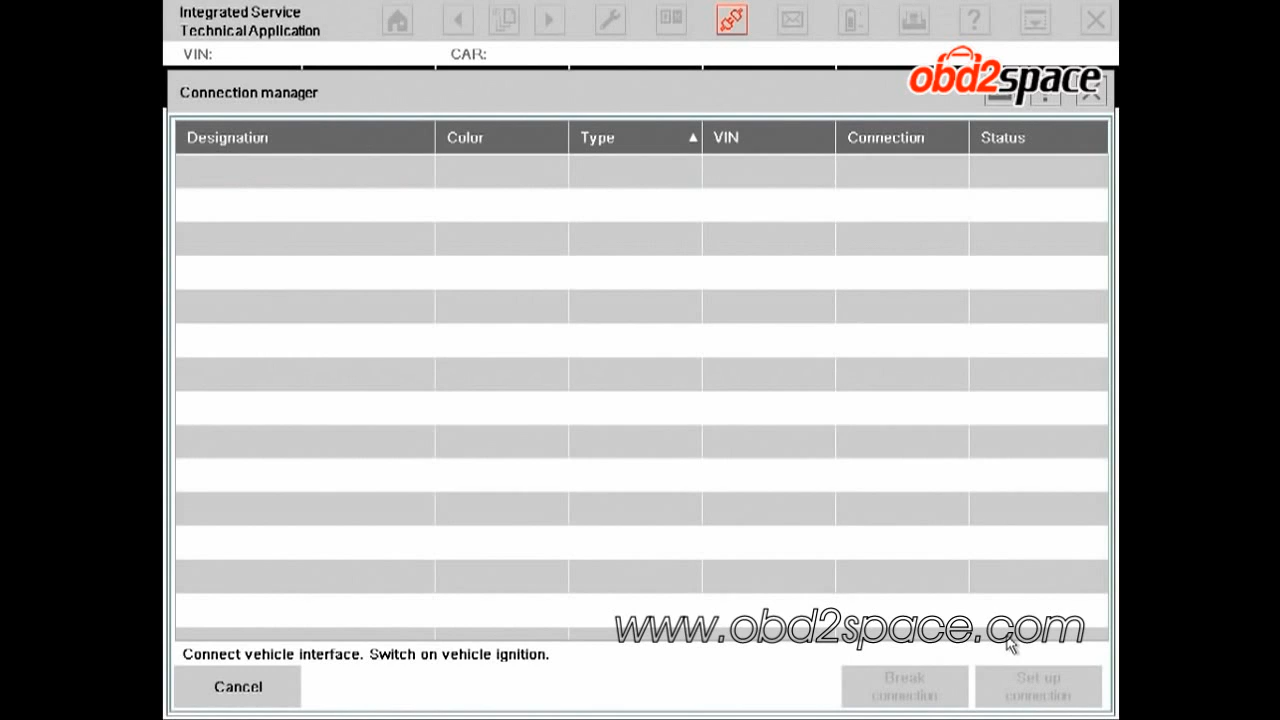 Integrated Service
Technical Application
VIN:
CAR:
obd2space
Connection manager
Designation
Color
Type
VIN
Connection
Status
www.obd2space.com
Connect vehicle interface. Switch on vehicle ignition.
Cancel
Break
connection
Set up
connection